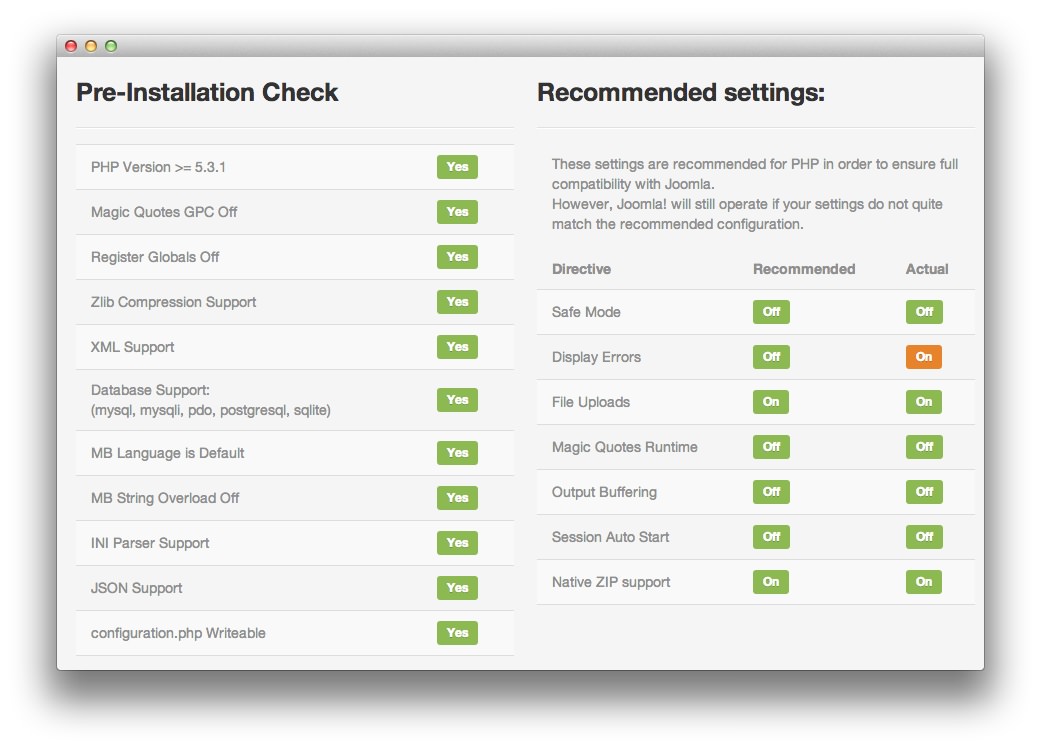 Pre-Installation Check
PHP Version >= 5.3.1 Yes
Magic Quotes GPC Off Yes
Register Globals Off Yes
Zlib Compression Support Yes
XML Support Yes
Database Support:
(mysql, mysqli, pdo, postgresql, sqlite) Yes
MB Language is Default Yes
MB String Overload Off Yes
INI Parser Support Yes
JSON Support Yes
configuration.php Writeable Yes
Recommended settings:
These settings are recommended for PHP in order to ensure full
compatibility with Joomla.
However, Joomla! will still operate if your settings do not quite
match the recommended configuration.
Directive Recommended Actual
Safe Mode Off Off
Display Errors Off On
File Uploads On On
Magic Quotes Runtime Off Off
Output Buffering Off Off
Session Auto Start Off Off
Native ZIP support On On